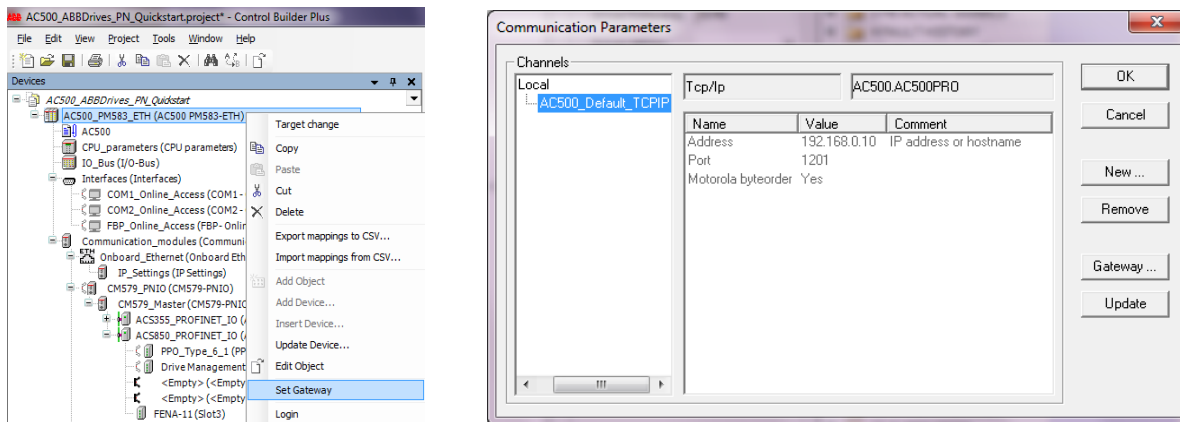 ABB AC500_ABBDrives_PN_Quickstart.project* - Control Builder Plus
File Edit View Project Tools Window Help
Devices
AC500_ABBDrives_PN_Quickstart
AC500_PM583_ETH (AC500 PM583-ETH)
AC500
CPU_parameters (CPU parameters)
IO_Bus (I/O-Bus)
Interfaces (Interfaces)
COM1_Online_Access (COM1 -
COM2_Online_Access (COM2 -
FBP_Online_Access (FBP- Onlin
Communication_modules (Communi
ETH Onboard_Ethernet (Onboard Eth
IP_Settings (IP Settings)
CM579_PNIO (CM579-PNIO)
CM579_Master (CM579-PNIO
ACS355_PROFINET_IO (
ACS850_PROFINET_IO (
PPO_Type_6_1 (PP
Drive Management
<Empty> (<Empty
<Empty> (<Empty
FENA-11 (Slot3)
Target change
Copy
Paste
Cut
Delete
Export mappings to CSV...
Import mappings from CSV...
Add Object
Add Device...
Insert Device...
Update Device...
Edit Object
Set Gateway
Login
Communication Parameters
Channels
Local
AC500_Default_TCPIP
Tcp/Ip AC500.AC500PRO
Name Value Comment
Address 192.168.0.10 IP address or hostname
Port 1201
Motorola byteorder Yes
OK
Cancel
New ...
Remove
Gateway ...
Update